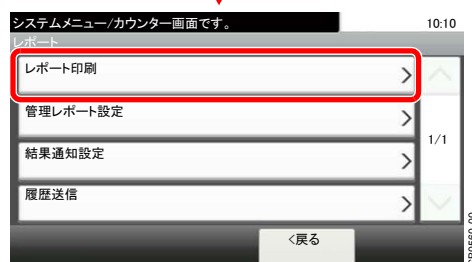 システムメニュー/カウンター画面です。 10:10
レポート
レポート印刷
管理レポート設定
1/1
結果通知設定
履歴送信
<戻る